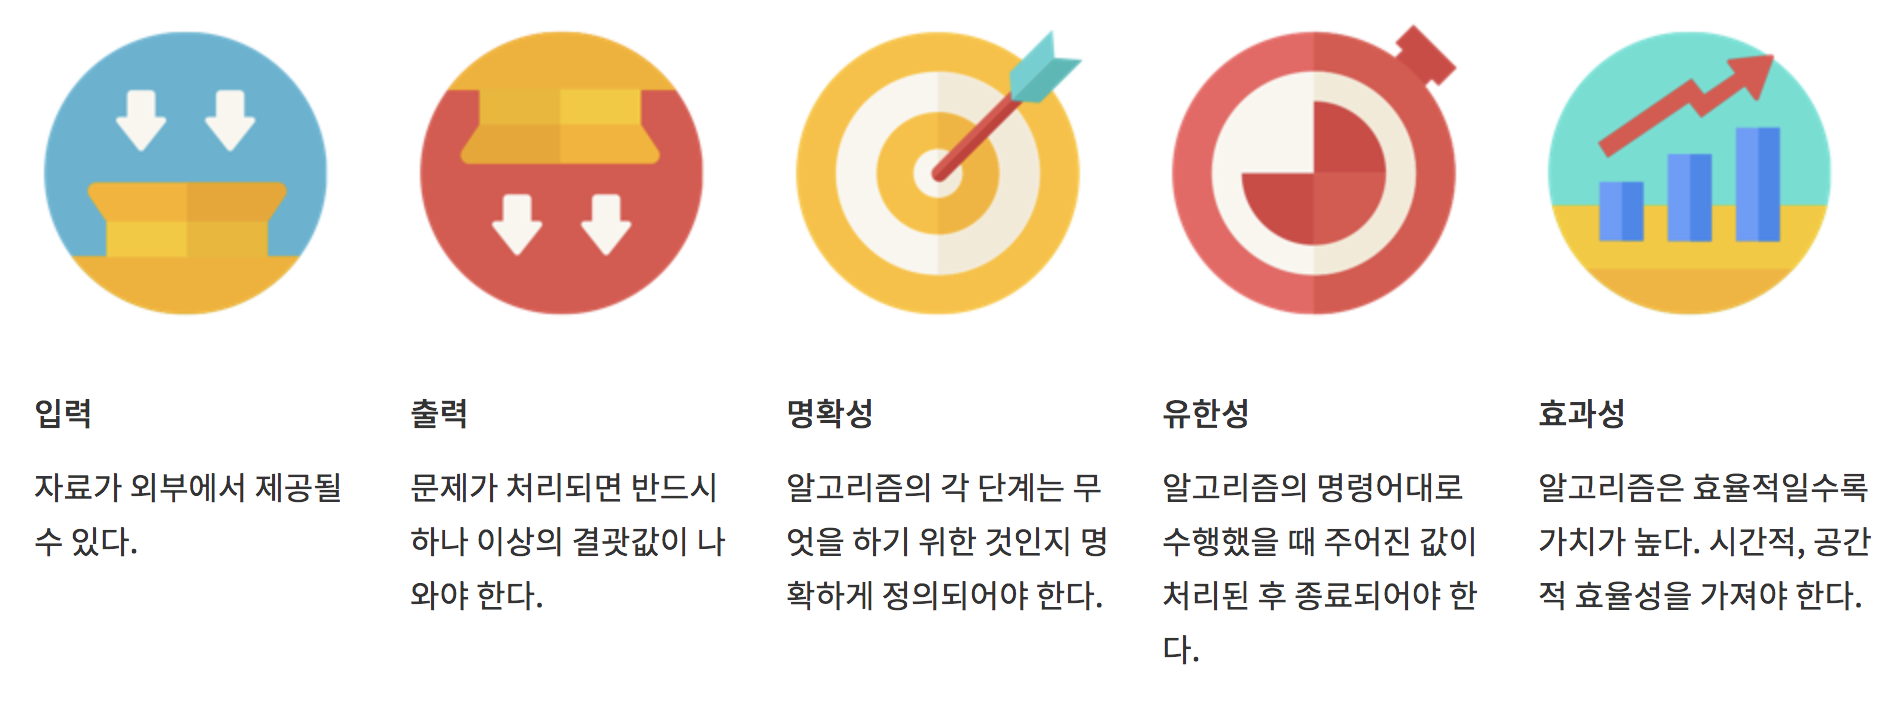 입력
자료가 외부에서 제공될
수 있다.
출력
문제가 처리되면 반드시
하나 이상의 결괏값이 나
와야 한다.
명확성
알고리즘의 각 단계는 무
엇을 하기 위한 것인지 명
확하게 정의되어야 한다.
유한성
알고리즘의 명령어대로
수행했을 때 주어진 값이
처리된 후 종료되어야 한
다.
효과성
알고리즘은 효율적일수록
가치가 높다. 시간적, 공간
적 효율성을 가져야 한다.